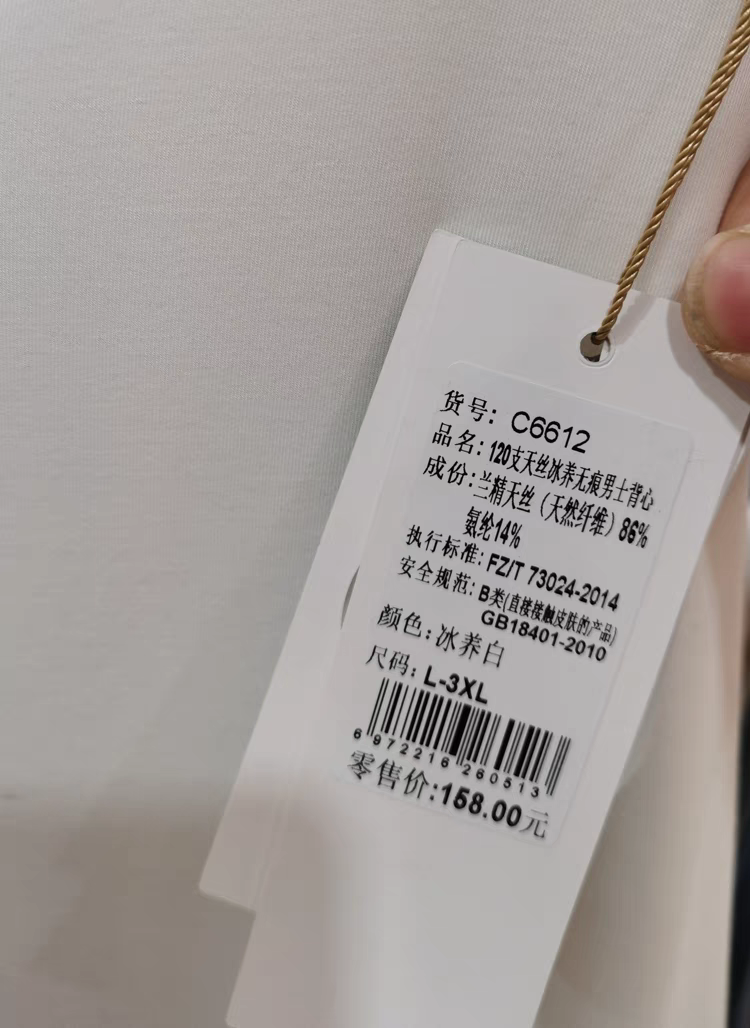 货号: C6612
品名: 120支天丝冰养无痕男士背心
成份: 兰精天丝 (天然纤维) 86%
氨纶14%
执行标准: FZ/T 73024-2014
安全规范: B类(直接接触皮肤的产品)
GB18401-2010
颜色: 冰养白
尺码: L-3XL
6 972216 260513
零售价:158.00元